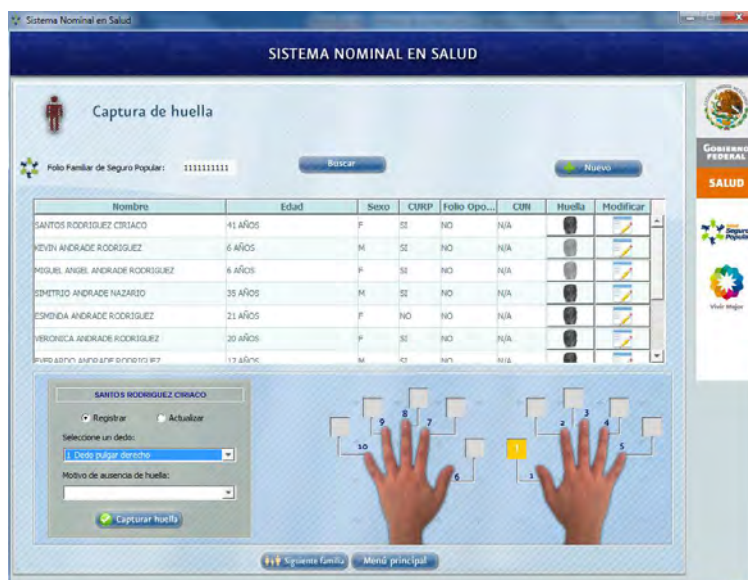 Sistema Nominal en Salud
SISTEMA NOMINAL EN SALUD
Captura de huella
GOBIERNO FEDERAL
SALUD
Folio Familiar de Seguro Popular: 1111111111 Buscar Nuevo
Nombre Edad Sexo CURP Folio Opo... CUN Huella Modificar
SANTOS RODRIGUEZ CIRIACO 41 AÑOS F SI NO N/A
KEVIN ANDRADE RODRIGUEZ 6 AÑOS M SI NO N/A
MIGUEL ANGEL ANDRADE RODRIGUEZ 6 AÑOS M SI NO N/A
SIMITRIO ANDRADE NAZARIO 35 AÑOS M SI NO N/A
ESMINDA ANDRADE RODRIGUEZ 21 AÑOS F NO NO N/A
VERONICA ANDRADE RODRIGUEZ 20 AÑOS F SI NO N/A
EVERARDO ANDRADE RODRIGUEZ 17 AÑOS M SI NO N/A
Seguro Popular
Vivir Mejor
SANTOS RODRIGUEZ CIRIACO
Registrar Actualizar
Seleccione un dedo:
1 Dedo pulgar derecho
Motivo de ausencia de huella:
Capturar huella
10 9 8 7 6
1 1 2 3 4 5
Siguiente familia Menú principal